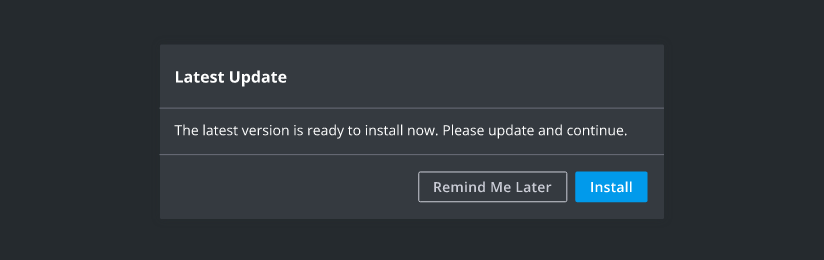 Latest Update
The latest version is ready to install now. Please update and continue.
Remind Me Later
Install